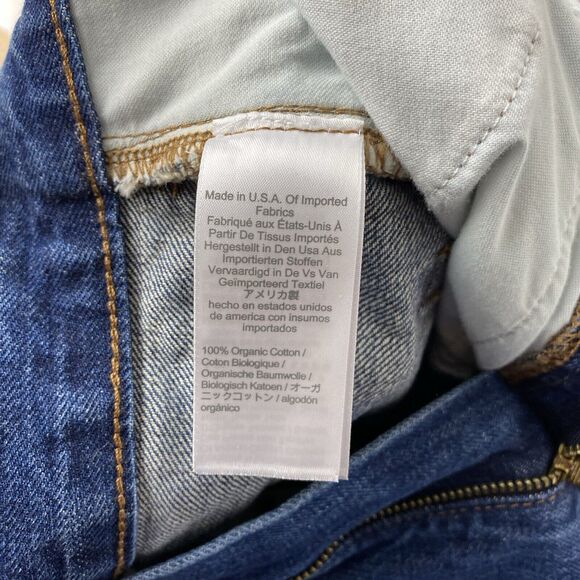 Made in U.S.A. Of Imported
Fabrics
Fabriqué aux États-Unis À
Partir De Tissus Importés
Hergestellt in Den Usa Aus
Importierten Stoffen
Vervaardigd in De Vs Van
Geïmporteerd Textiel
アメリカ製
hecho en estados unidos
de america con insumos
importados
100% Organic Cotton /
Coton Biologique /
Organische Baumwolle /
Biologisch Katoen / オーガ
ニックコットン / algodón
orgánico